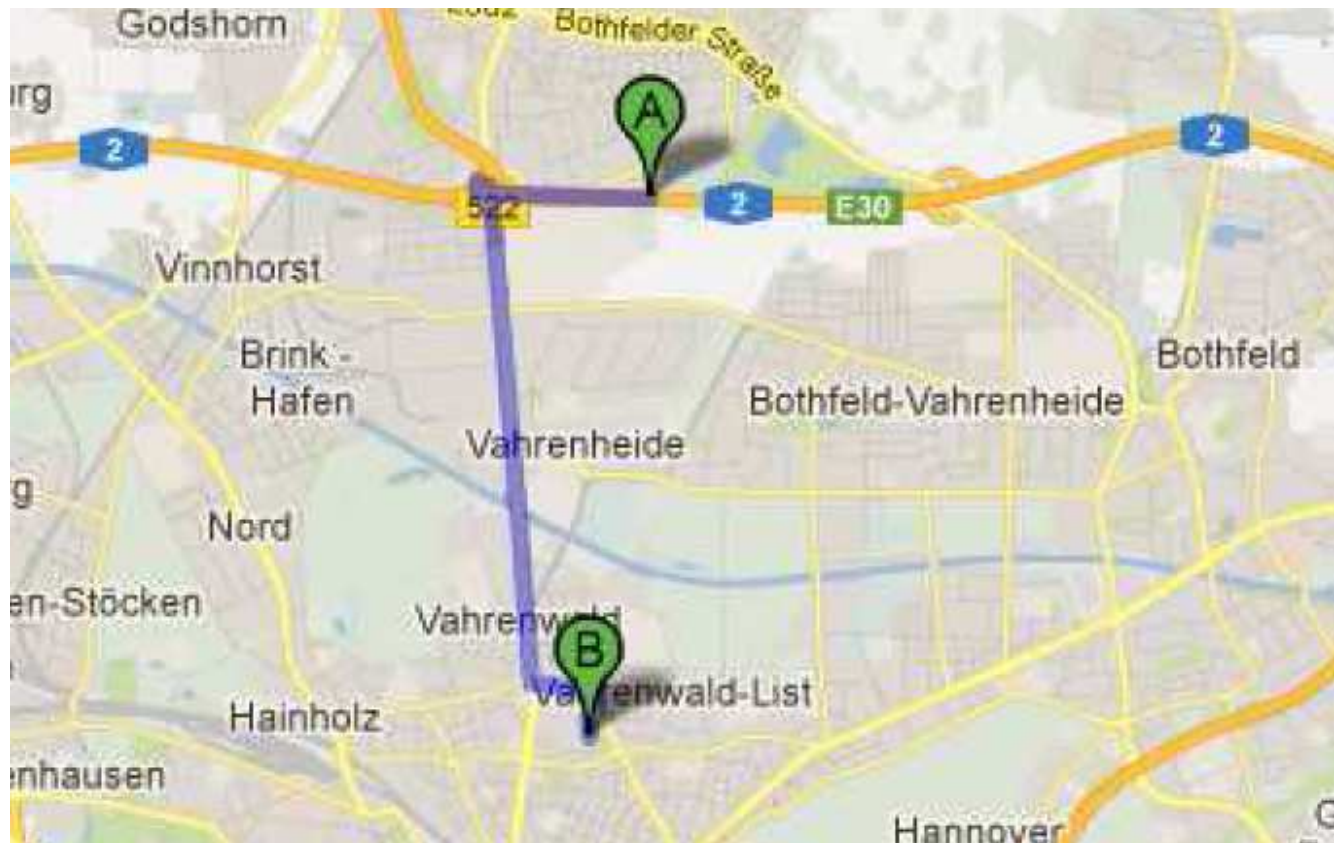 Godshorn
Bothfelder Straße
A
2
2
2
E30
522
Vinnhorst
Brink -
Hafen
Bothfeld
Bothfeld-Vahrenheide
Vahrenheide
Nord
en-Stöcken
Vahrenwald
B
Vahrenwald-List
Hainholz
enhausen
Hannover